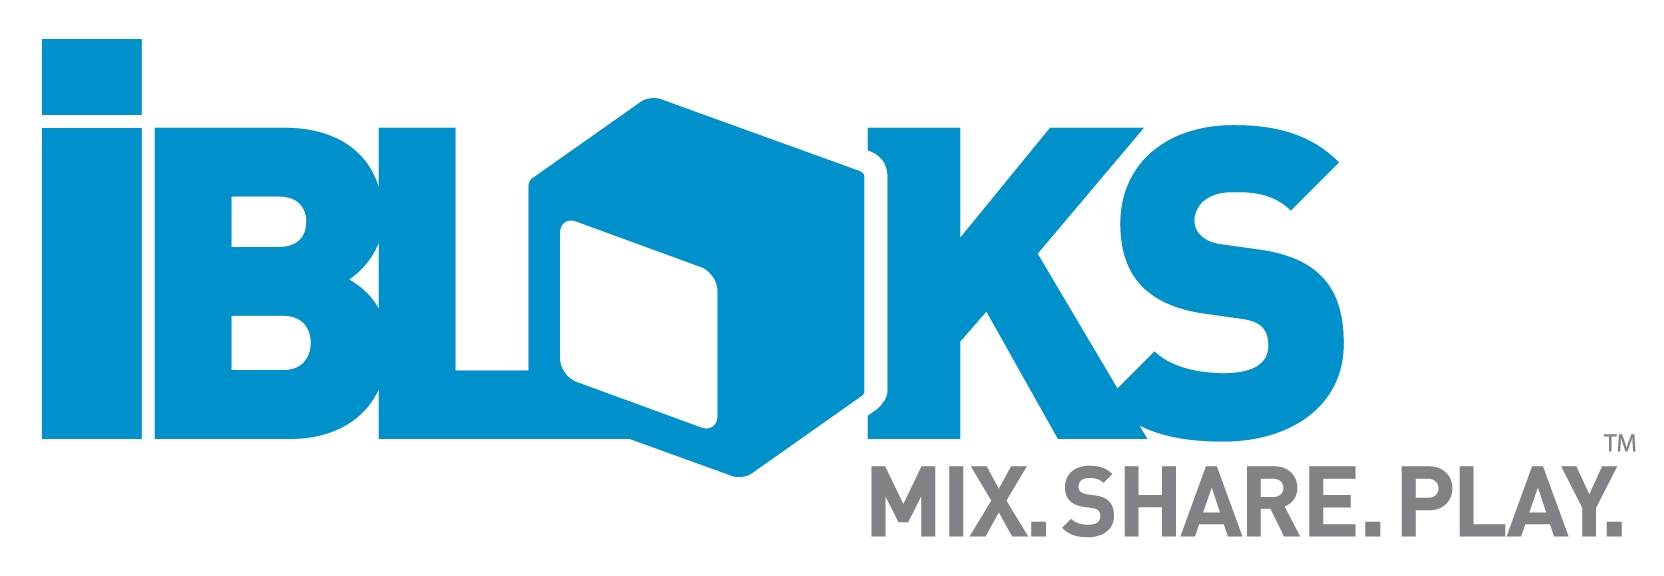 iBLOKS
MIX. SHARE. PLAY.™